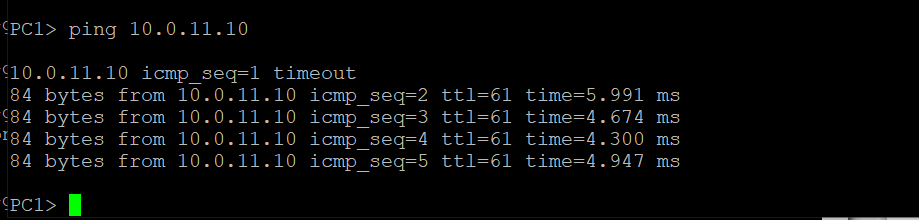 PC1> ping 10.0.11.10
10.0.11.10 icmp_seq=1 timeout
84 bytes from 10.0.11.10 icmp_seq=2 ttl=61 time=5.991 ms
84 bytes from 10.0.11.10 icmp_seq=3 ttl=61 time=4.674 ms
84 bytes from 10.0.11.10 icmp_seq=4 ttl=61 time=4.300 ms
84 bytes from 10.0.11.10 icmp_seq=5 ttl=61 time=4.947 ms
PC1>